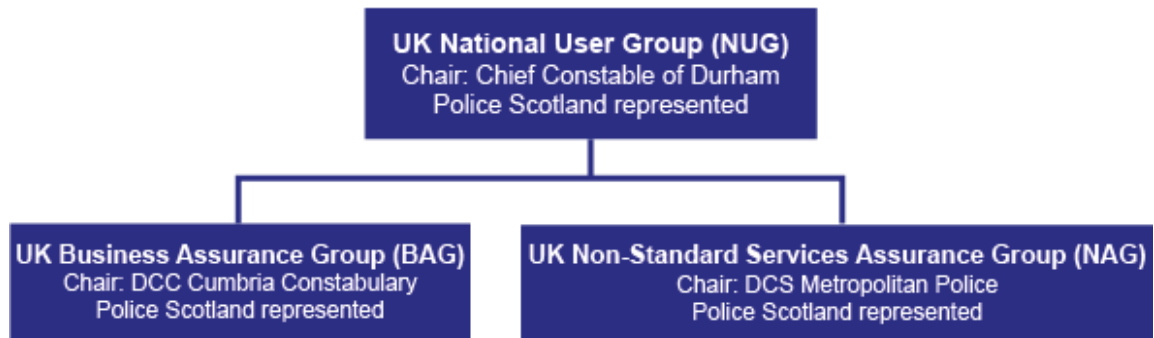 UK National User Group (NUG)
Chair: Chief Constable of Durham
Police Scotland represented
UK Business Assurance Group (BAG)
Chair: DCC Cumbria Constabulary
Police Scotland represented
UK Non-Standard Services Assurance Group (NAG)
Chair: DCS Metropolitan Police
Police Scotland represented